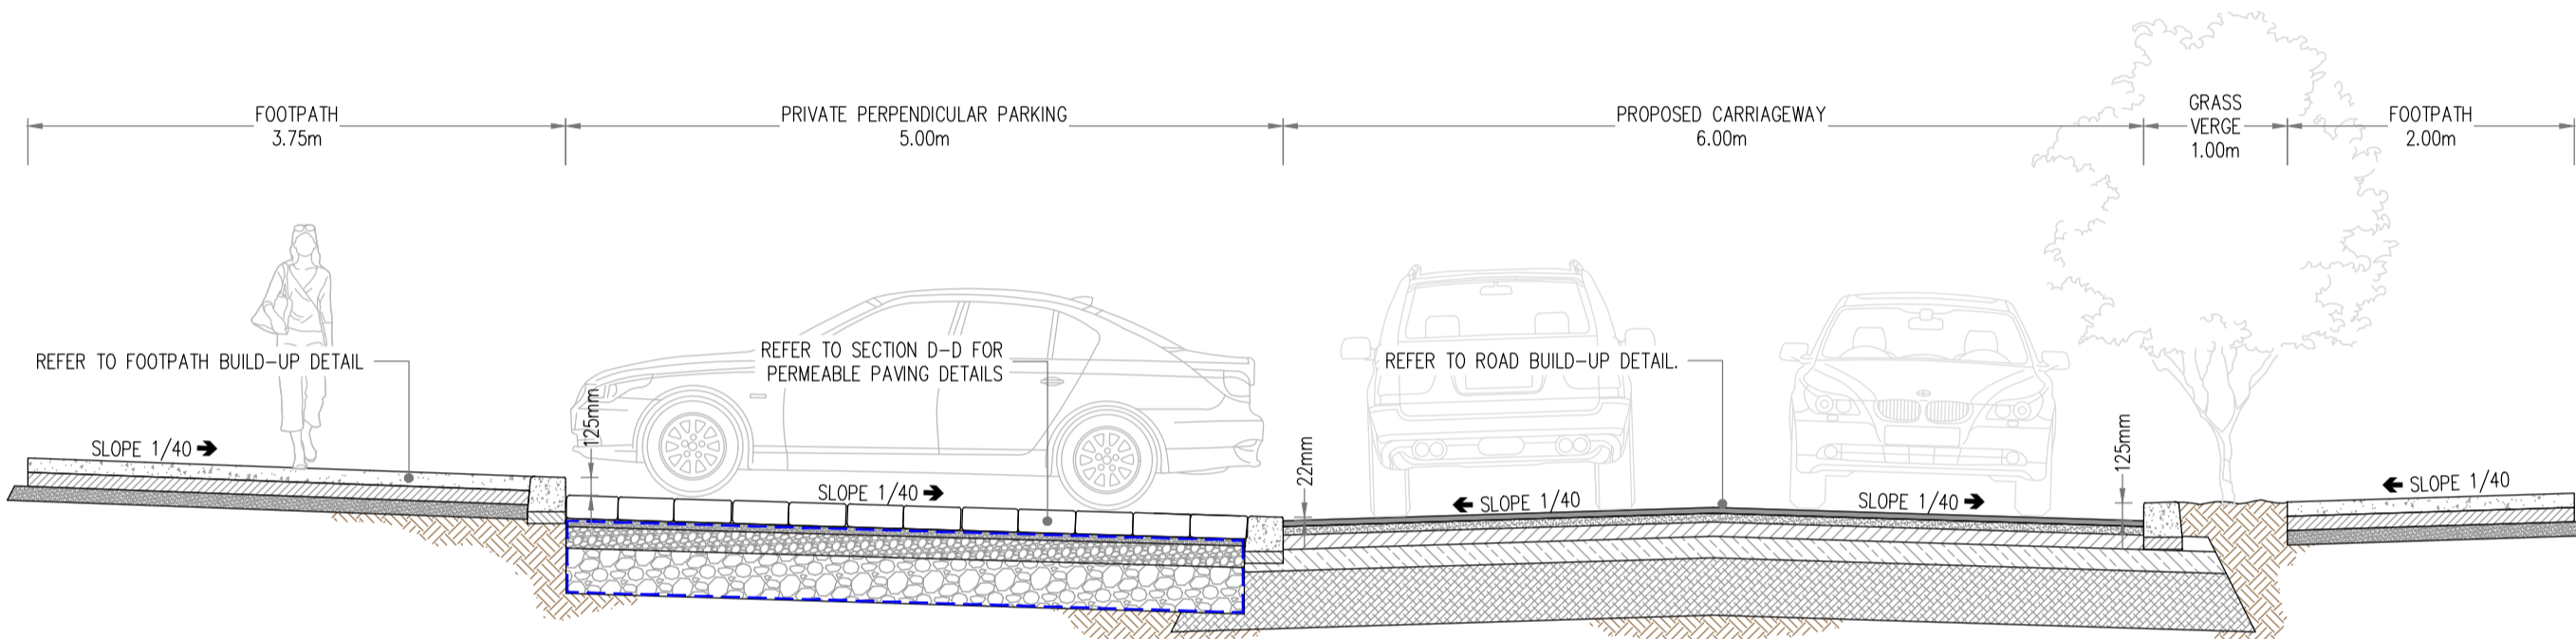 FOOTPATH
3.75m
PRIVATE PERPENDICULAR PARKING
5.00m
PROPOSED CARRIAGEWAY
6.00m
GRASS
VERGE
1.00m
FOOTPATH
2.00m
REFER TO FOOTPATH BUILD-UP DETAIL
REFER TO SECTION D-D FOR
PERMEABLE PAVING DETAILS
REFER TO ROAD BUILD-UP DETAIL.
SLOPE 1/40
125mm
SLOPE 1/40
22mm
SLOPE 1/40
SLOPE 1/40
125mm
SLOPE 1/40